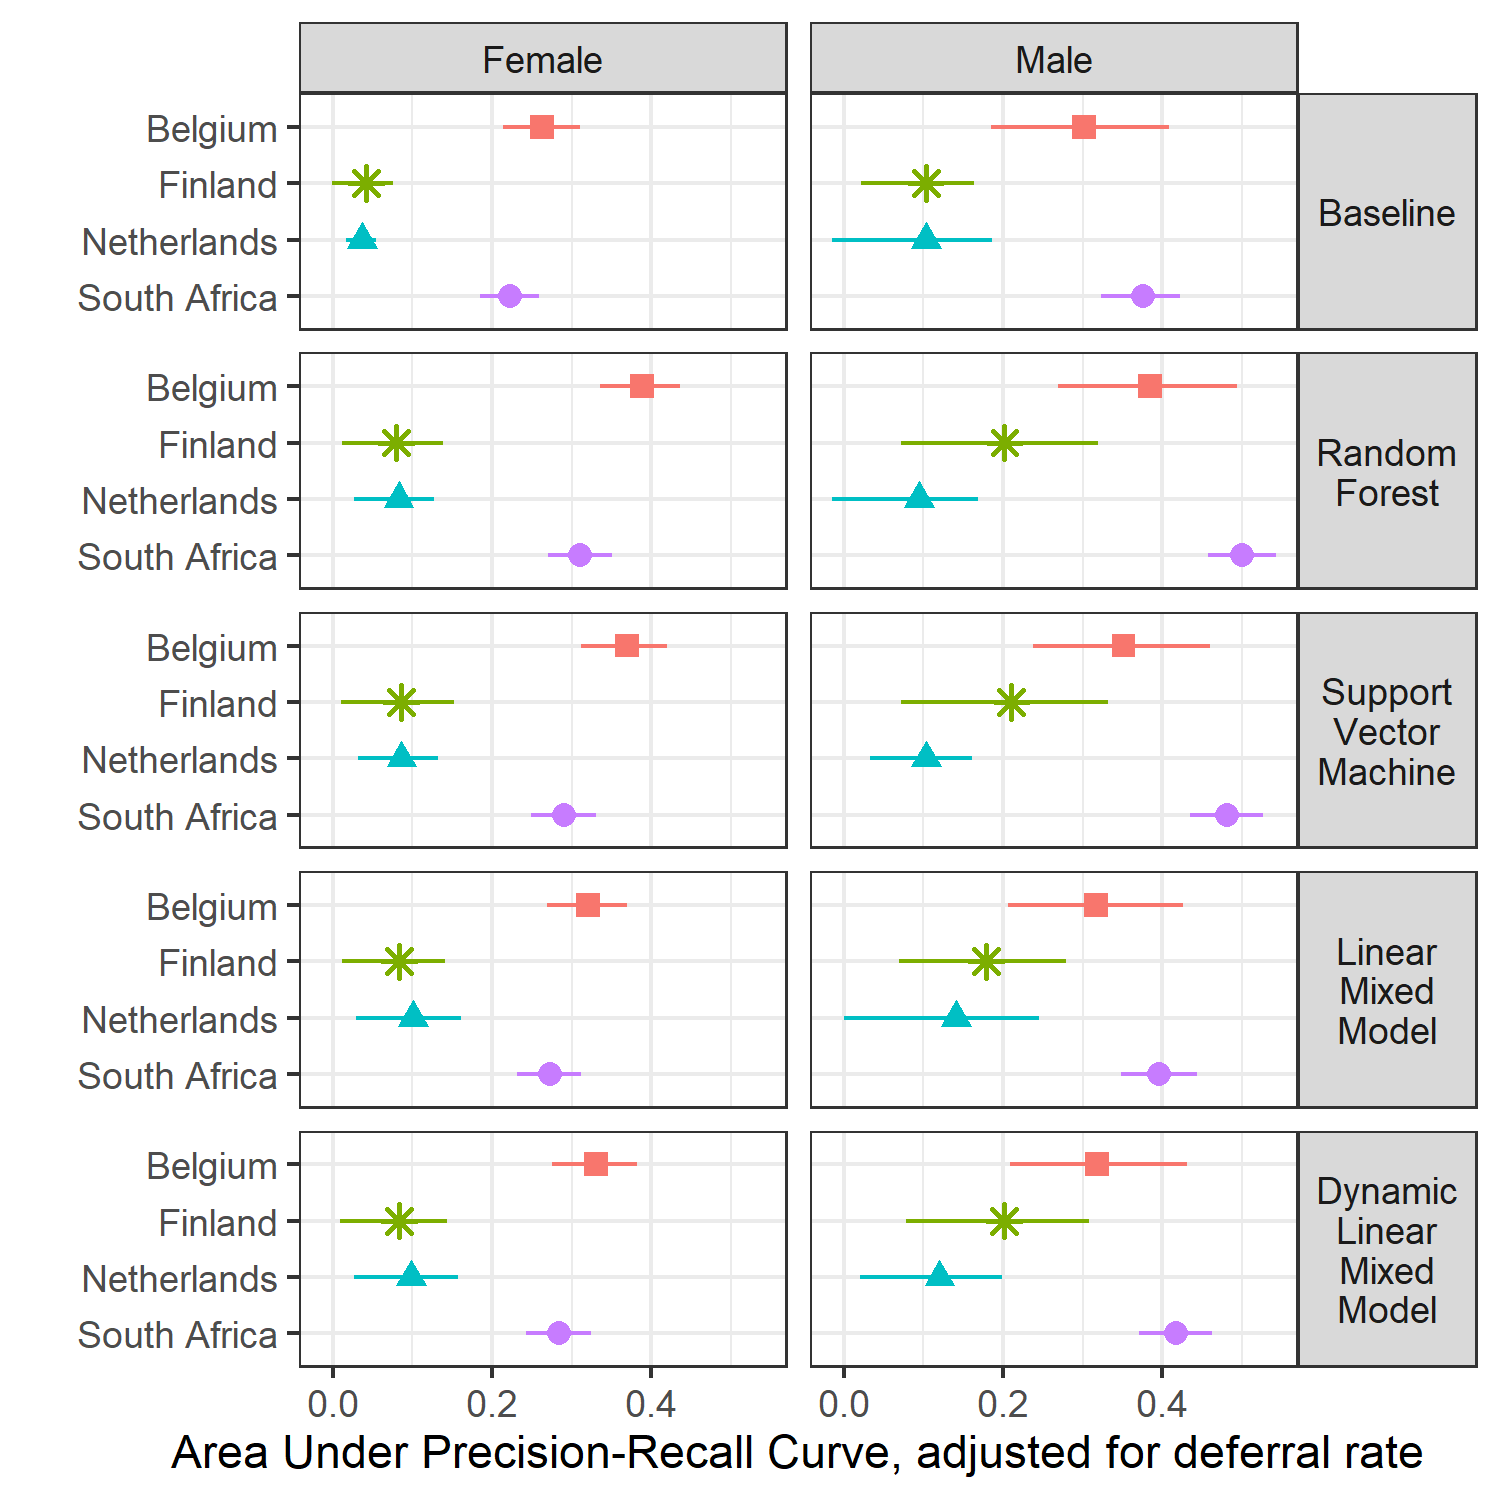 Female
Male
Belgium
Finland
Netherlands
South Africa
Baseline
Belgium
Finland
Netherlands
South Africa
Random
Forest
Belgium
Finland
Netherlands
South Africa
Support
Vector
Machine
Belgium
Finland
Netherlands
South Africa
Linear
Mixed
Model
Belgium
Finland
Netherlands
South Africa
Dynamic
Linear
Mixed
Model
0.0 0.2 0.4 0.0 0.2 0.4
Area Under Precision-Recall Curve, adjusted for deferral rate